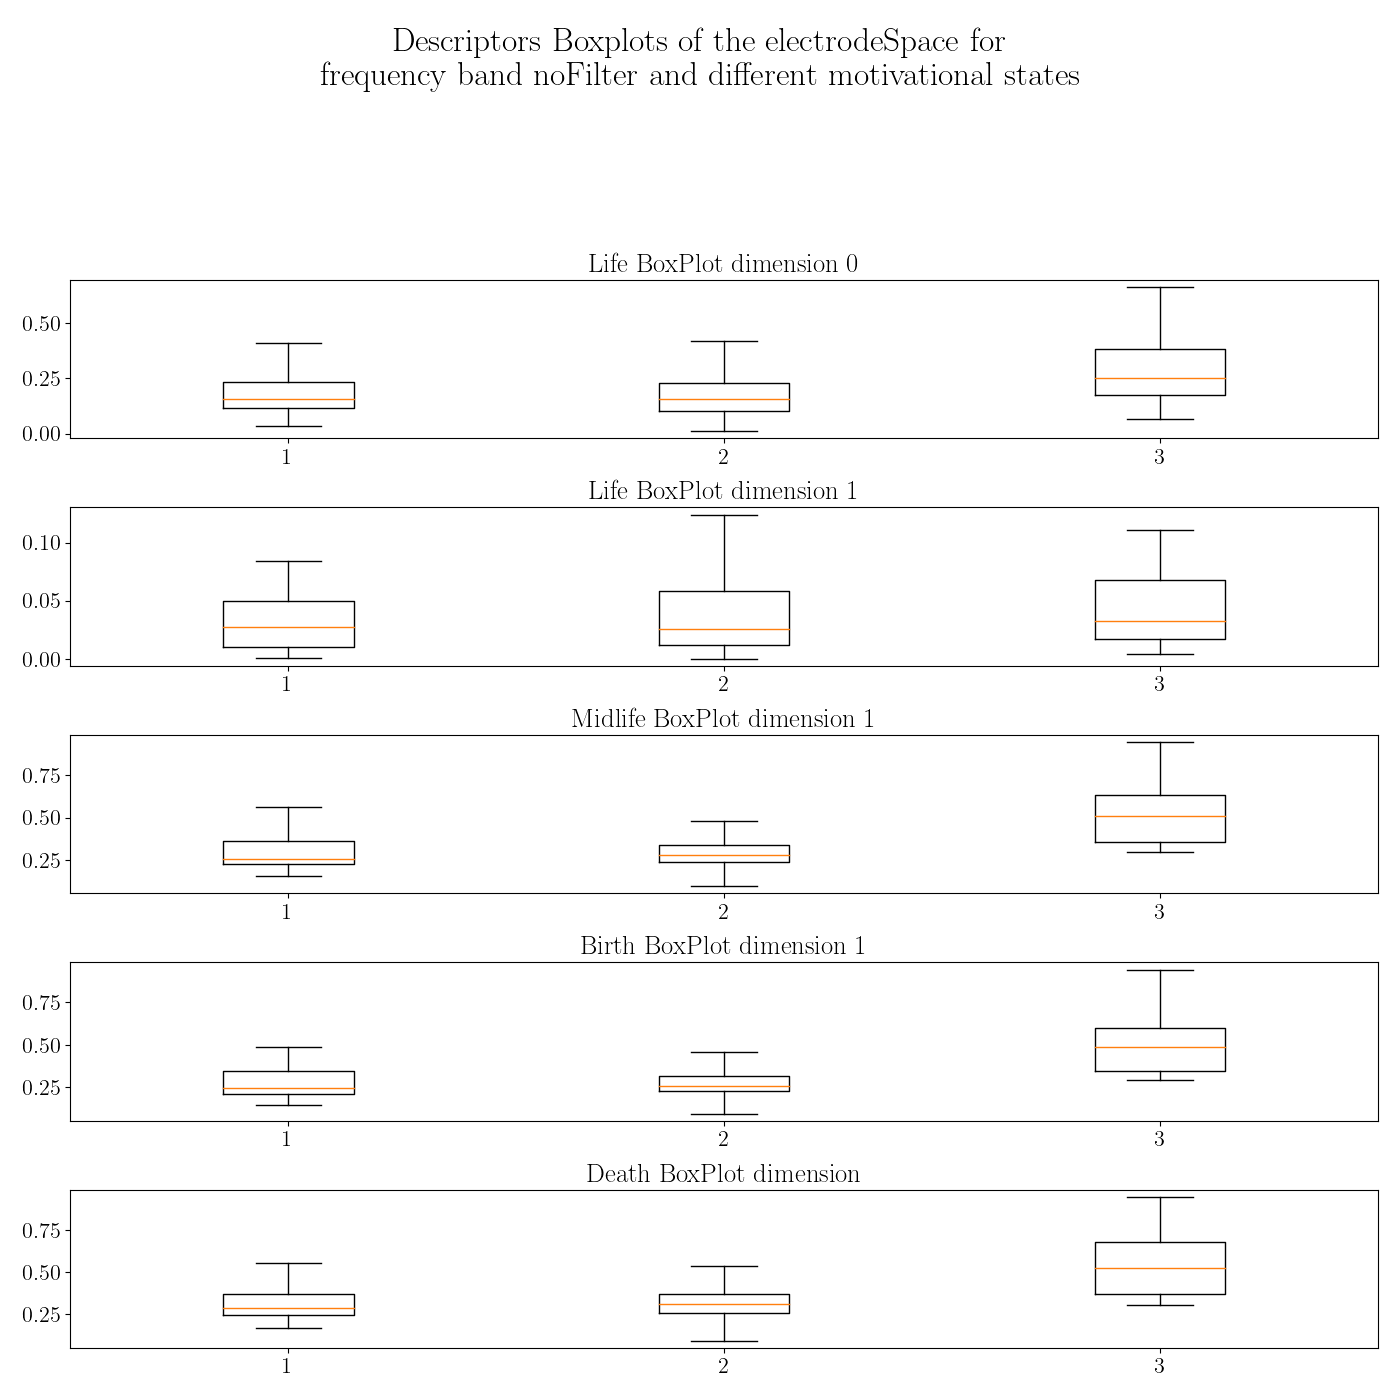 Descriptors Boxplots of the electrodeSpace for
frequency band noFilter and different motivational states
Life BoxPlot dimension 0
0.50
0.25
0.00
1 2 3
Life BoxPlot dimension 1
0.10
0.05
0.00
1 2 3
Midlife BoxPlot dimension 1
0.75
0.50
0.25
1 2 3
Birth BoxPlot dimension 1
0.75
0.50
0.25
1 2 3
Death BoxPlot dimension
0.75
0.50
0.25
1 2 3